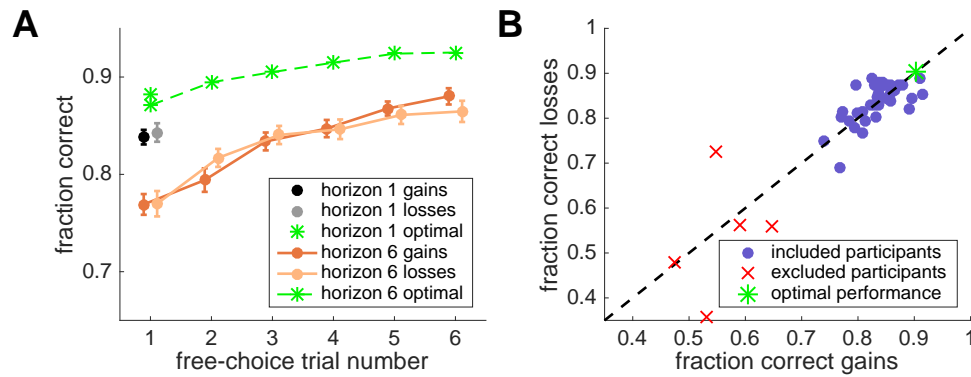 A
fraction correct
0.9
0.8
0.7
horizon 1 gains
horizon 1 losses
horizon 1 optimal
horizon 6 gains
horizon 6 losses
horizon 6 optimal
1 2 3 4 5 6
free-choice trial number
B
fraction correct losses
1
0.9
0.8
0.7
0.6
0.5
0.4
included participants
excluded participants
optimal performance
0.4 0.5 0.6 0.7 0.8 0.9 1
fraction correct gains